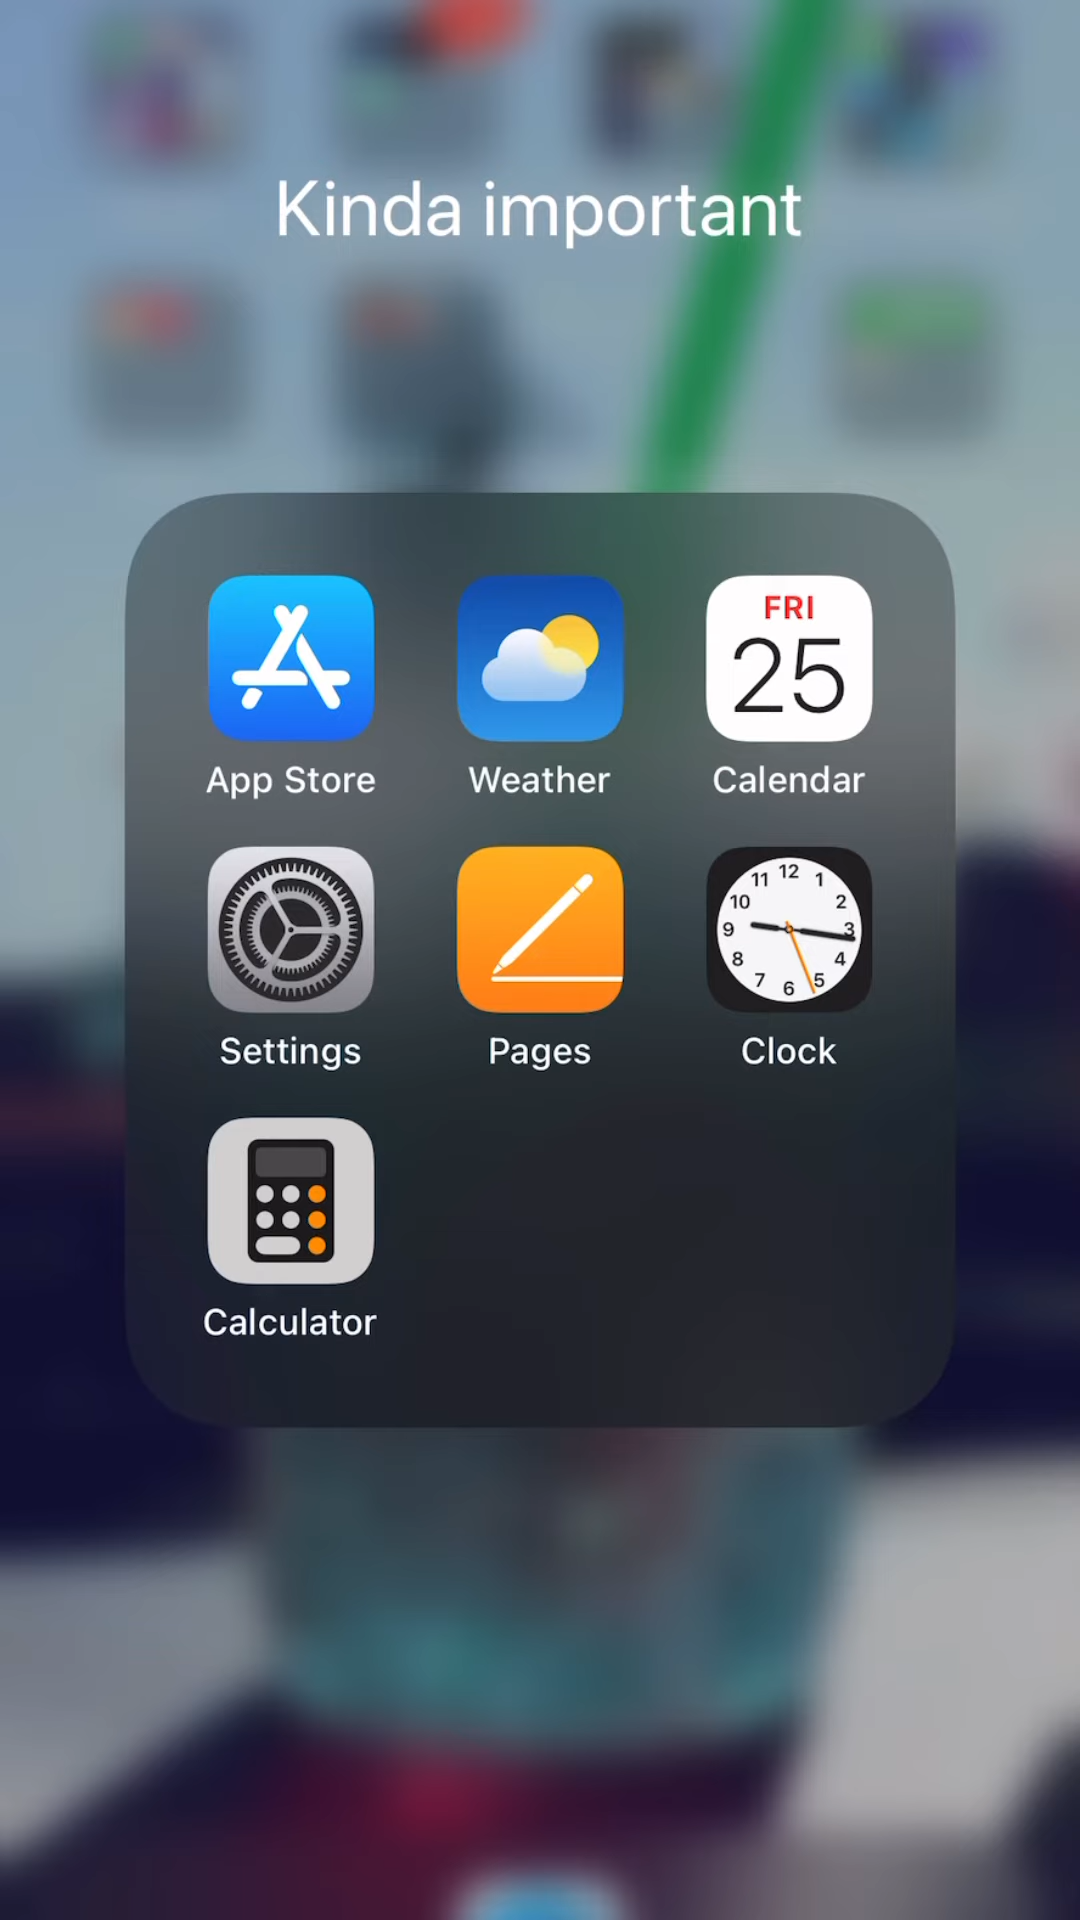 Kinda important
FRI
25
App Store
Weather
Calendar
12
11
1
10
2
9
3
8
4
7
5
6
Settings
Pages
Clock
Calculator